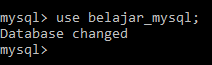 mysql> use belajar_mysql;
Database changed
mysql>